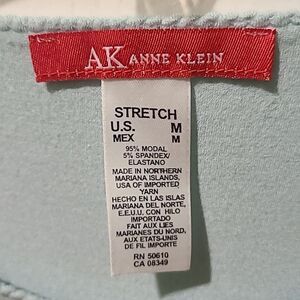 AK ANNE KLEIN
STRETCH
U.S. M
MEX M
95% MODAL
5% SPANDEX/
ELASTANO
MADE IN NORTHERN
MARIANA ISLANDS,
USA OF IMPORTED
YARN
HECHO EN LAS ISLAS
MARIANA DEL NORTE,
E.E.U.U. CON HILO
IMPORTADO
FAIT AUX LIES
MARIANES DU NORD,
AUX ETATS-UNIS
DE FIL IMPORTE
RN 50610
CA 08349